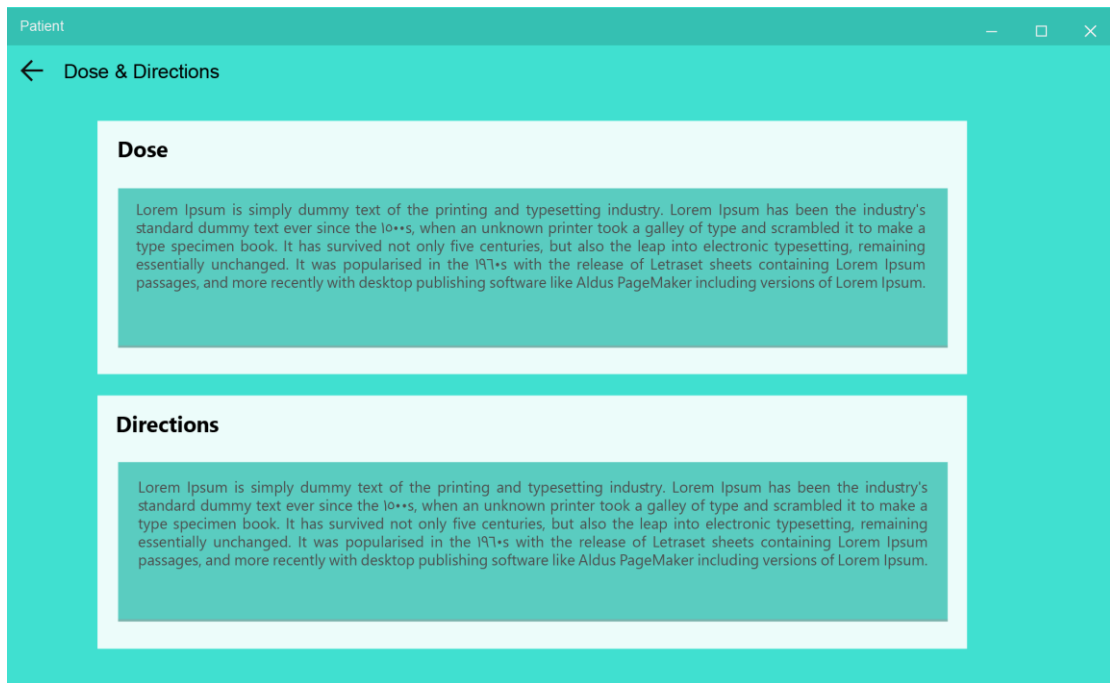 Patient
Dose & Directions
Dose
Lorem Ipsum is simply dummy text of the printing and typesetting industry. Lorem Ipsum has been the industry's
standard dummy text ever since the ١٥٠٠s, when an unknown printer took a galley of type and scrambled it to make a
type specimen book. It has survived not only five centuries, but also the leap into electronic typesetting, remaining
essentially unchanged. It was popularised in the ١٩٦٠s with the release of Letraset sheets containing Lorem Ipsum
passages, and more recently with desktop publishing software like Aldus PageMaker including versions of Lorem Ipsum.
Directions
Lorem Ipsum is simply dummy text of the printing and typesetting industry. Lorem Ipsum has been the industry's
standard dummy text ever since the ١٥٠٠s, when an unknown printer took a galley of type and scrambled it to make a
type specimen book. It has survived not only five centuries, but also the leap into electronic typesetting, remaining
essentially unchanged. It was popularised in the ١٩٦٠s with the release of Letraset sheets containing Lorem Ipsum
passages, and more recently with desktop publishing software like Aldus PageMaker including versions of Lorem Ipsum.